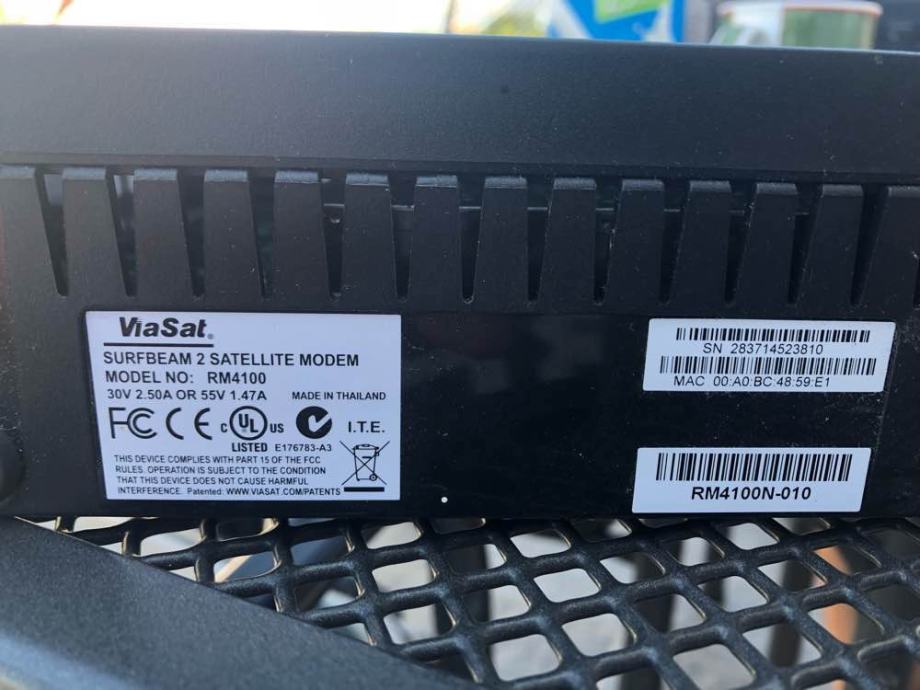 ViaSat®
SURFBEAM 2 SATELLITE MODEM
MODEL NO: RM4100
30V 2.50A OR 55V 1.47A MADE IN THAILAND
FC CE c UL US I.T.E.
LISTED E176783-A3
THIS DEVICE COMPLIES WITH PART 15 OF THE FCC
RULES. OPERATION IS SUBJECT TO THE CONDITION
THAT THIS DEVICE DOES NOT CAUSE HARMFUL
INTERFERENCE. Patented: WWW.VIASAT.COM/PATENTS
SN 283714523810
MAC 00:A0:BC:48:59:E1
RM4100N-010